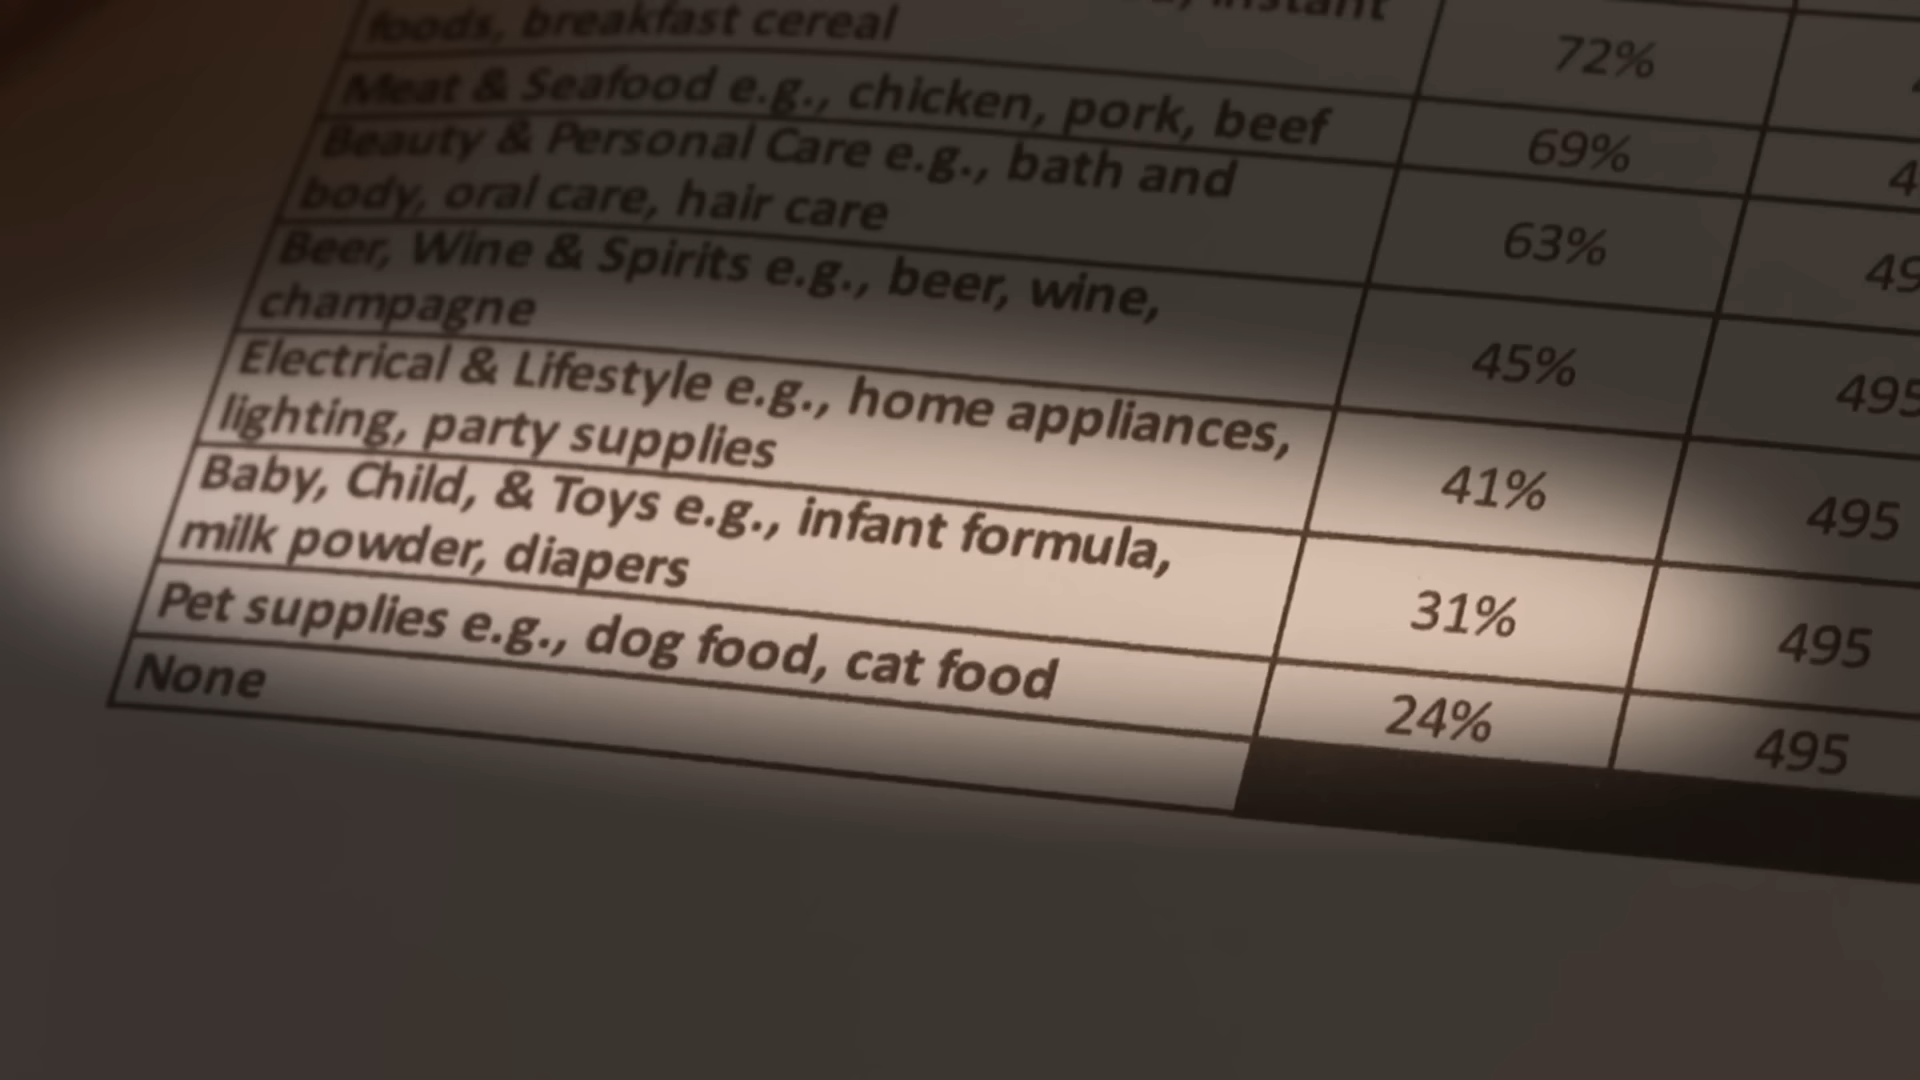 instant
foods, breakfast cereal
72%
Meat & Seafood e.g., chicken, pork, beef
69%
Beauty & Personal Care e.g., bath and
body, oral care, hair care
63%
49
Beer, Wine & Spirits e.g., beer, wine,
champagne
45%
495
Electrical & Lifestyle e.g., home appliances,
lighting, party supplies
41%
495
Baby, Child, & Toys e.g., infant formula,
milk powder, diapers
31%
495
Pet supplies e.g., dog food, cat food
24%
495
None